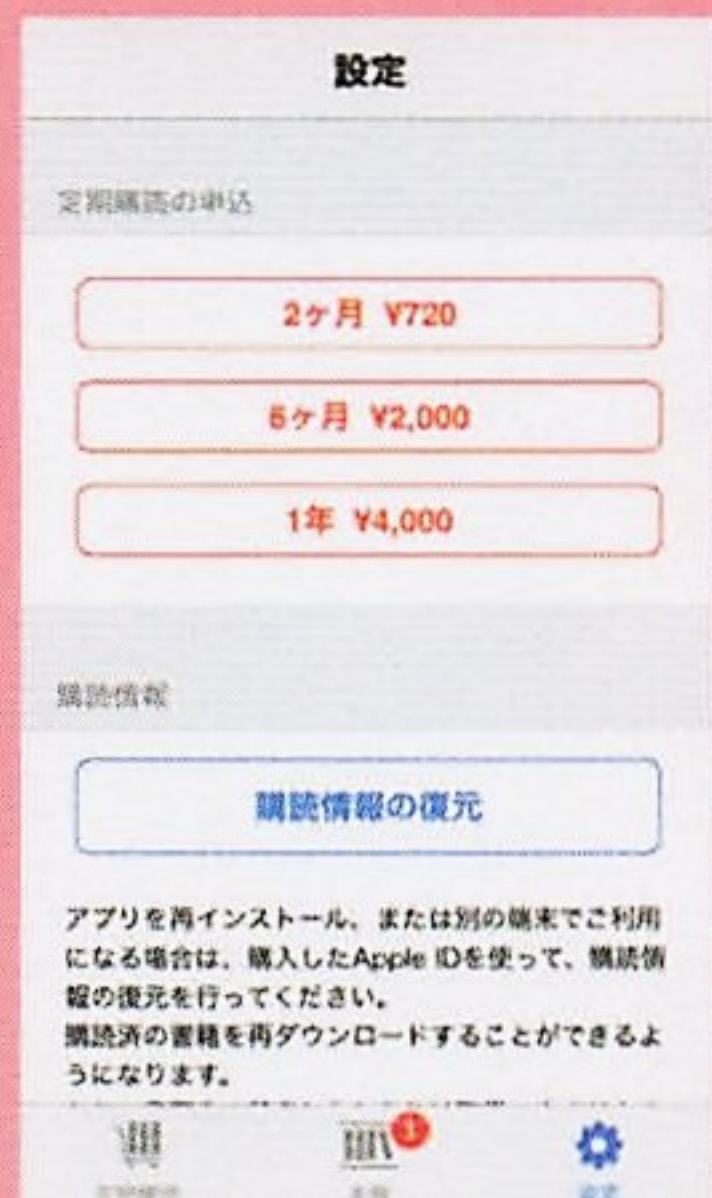 設定
定期購読の申込
2ヶ月 ¥720
6ヶ月 ¥2,000
1年 ¥4,000
購読情報
購読情報の復元
アプリを再インストール、または別の端末でご利用
になる場合は、購入したApple IDを使って、購読情
報の復元を行ってください。
購読済の書籍を再ダウンロードすることができるよ
うになります。